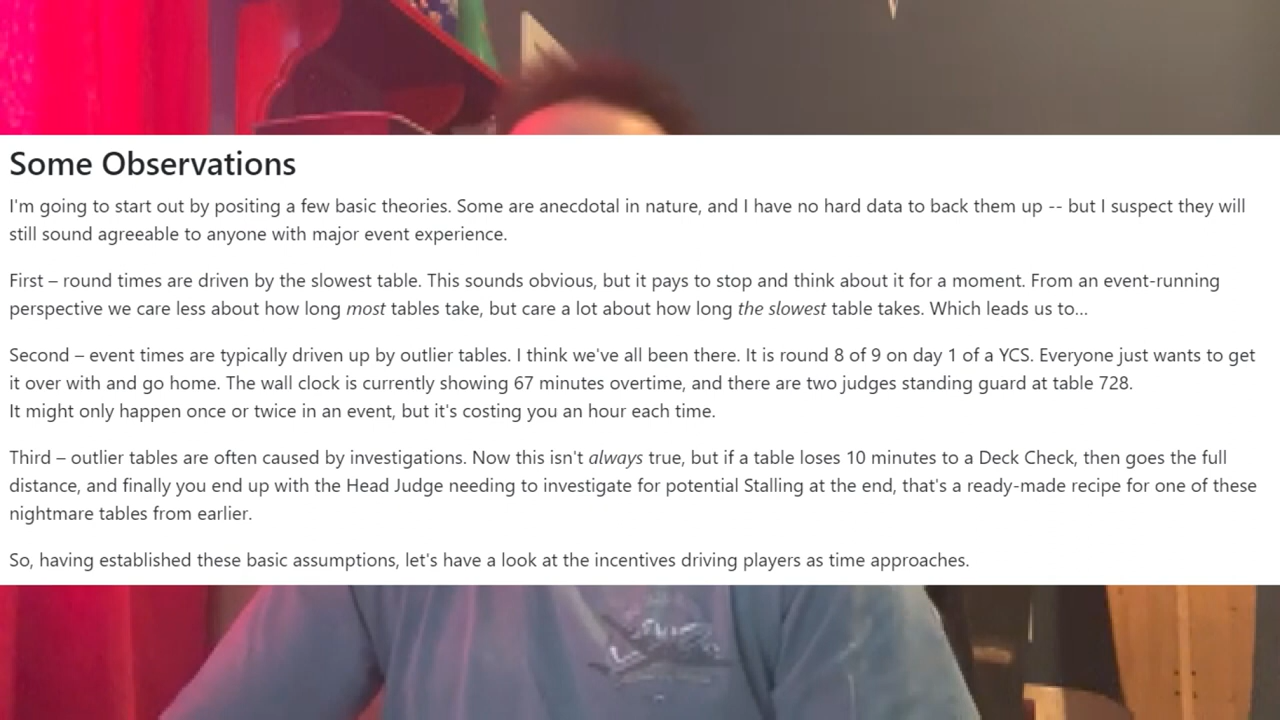 Some Observations
I'm going to start out by positing a few basic theories. Some are anecdotal in nature, and I have no hard data to back them up -- but I suspect they will
still sound agreeable to anyone with major event experience.
First – round times are driven by the slowest table. This sounds obvious, but it pays to stop and think about it for a moment. From an event-running
perspective we care less about how long most tables take, but care a lot about how long the slowest table takes. Which leads us to...
Second – event times are typically driven up by outlier tables. I think we've all been there. It is round 8 of 9 on day 1 of a YCS. Everyone just wants to get
it over with and go home. The wall clock is currently showing 67 minutes overtime, and there are two judges standing guard at table 728.
It might only happen once or twice in an event, but it's costing you an hour each time.
Third – outlier tables are often caused by investigations. Now this isn't always true, but if a table loses 10 minutes to a Deck Check, then goes the full
distance, and finally you end up with the Head Judge needing to investigate for potential Stalling at the end, that's a ready-made recipe for one of these
nightmare tables from earlier.
So, having established these basic assumptions, let's have a look at the incentives driving players as time approaches.